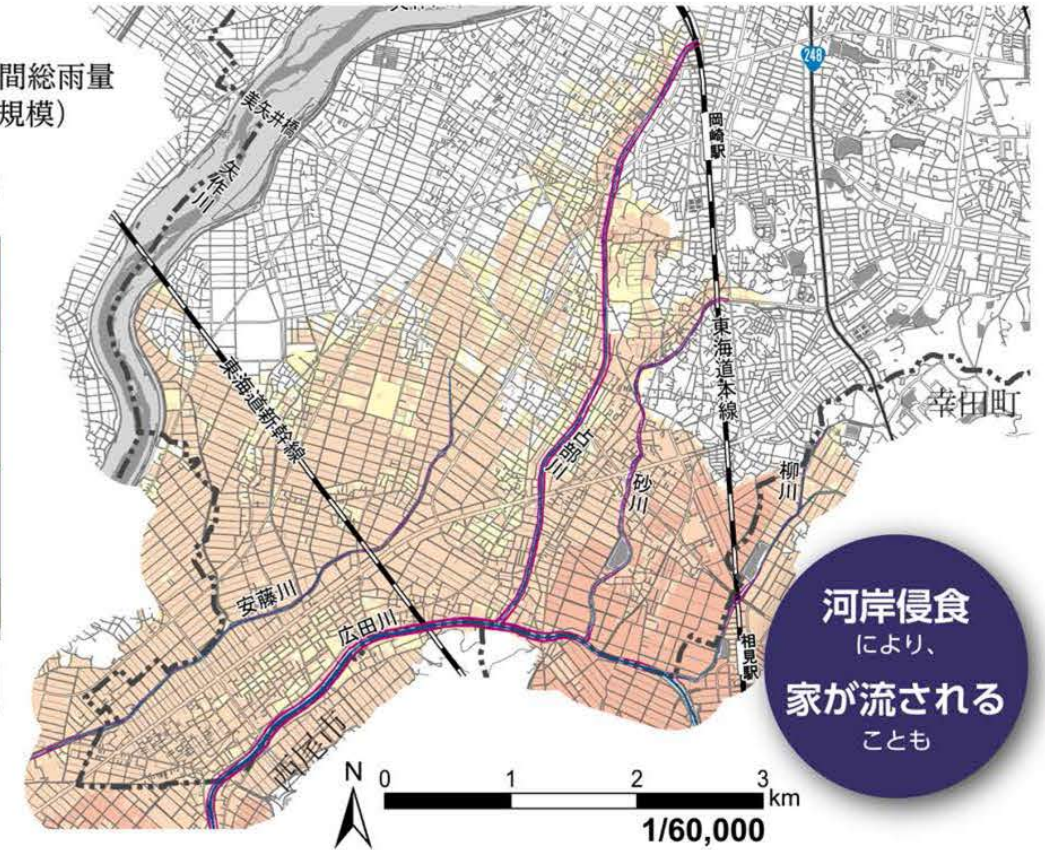 間総雨量
規模）
248
美矢井橋
矢作川
岡崎駅
東海道新幹線
東海道本線
幸田町
占部川
砂川
柳川
安藤川
広田川
相見駅
西尾市
河岸侵食
により、
家が流される
ことも
N
0 1 2 3 km
1/60,000